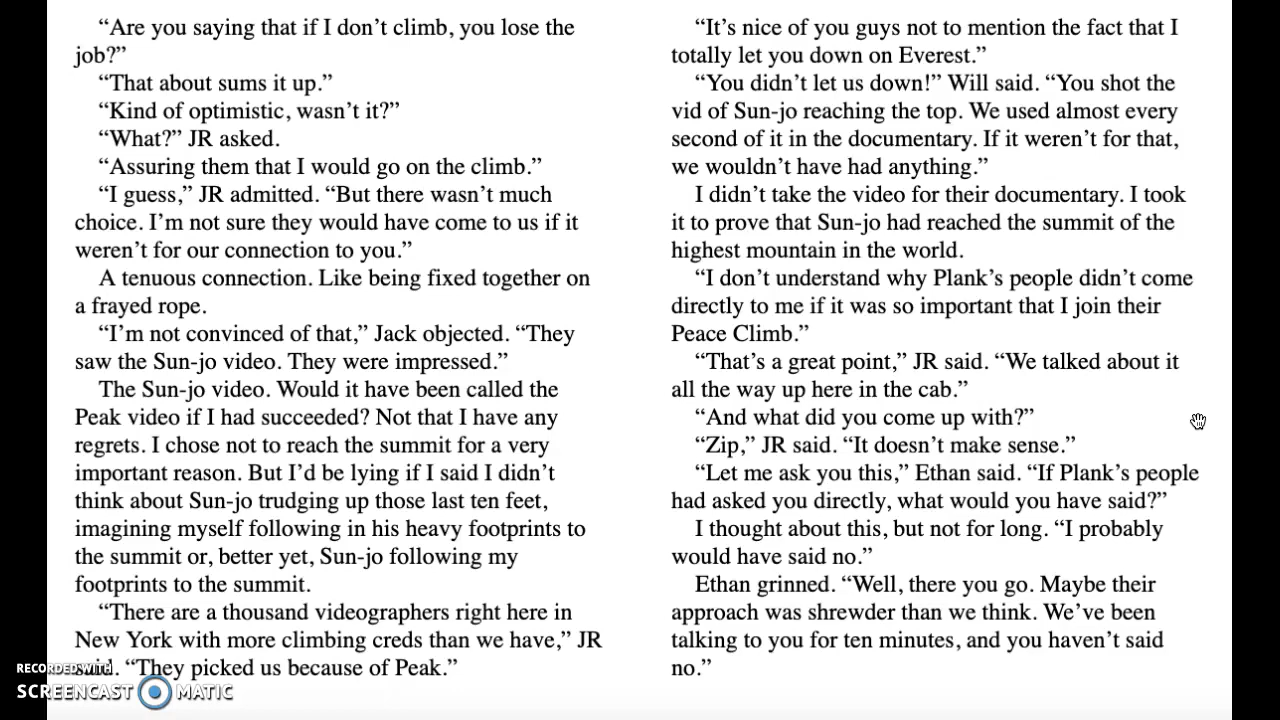 “Are you saying that if I don’t climb, you lose the
job?”
“That about sums it up.”
“Kind of optimistic, wasn’t it?”
“What?” JR asked.
“Assuring them that I would go on the climb.”
“I guess,” JR admitted. “But there wasn’t much
choice. I’m not sure they would have come to us if it
weren’t for our connection to you.”
A tenuous connection. Like being fixed together on
a frayed rope.
“I’m not convinced of that,” Jack objected. “They
saw the Sun-jo video. They were impressed.”
The Sun-jo video. Would it have been called the
Peak video if I had succeeded? Not that I have any
regrets. I chose not to reach the summit for a very
important reason. But I’d be lying if I said I didn’t
think about Sun-jo trudging up those last ten feet,
imagining myself following in his heavy footprints to
the summit or, better yet, Sun-jo following my
footprints to the summit.
“There are a thousand videographers right here in
New York with more climbing creds than we have,” JR
said. “They picked us because of Peak.”
“It’s nice of you guys not to mention the fact that I
totally let you down on Everest.”
“You didn’t let us down!” Will said. “You shot the
vid of Sun-jo reaching the top. We used almost every
second of it in the documentary. If it weren’t for that,
we wouldn’t have had anything.”
I didn’t take the video for their documentary. I took
it to prove that Sun-jo had reached the summit of the
highest mountain in the world.
“I don’t understand why Plank’s people didn’t come
directly to me if it was so important that I join their
Peace Climb.”
“That’s a great point,” JR said. “We talked about it
all the way up here in the cab.”
“And what did you come up with?”
“Zip,” JR said. “It doesn’t make sense.”
“Let me ask you this,” Ethan said. “If Plank’s people
had asked you directly, what would you have said?”
I thought about this, but not for long. “I probably
would have said no.”
Ethan grinned. “Well, there you go. Maybe their
approach was shrewder than we think. We’ve been
talking to you for ten minutes, and you haven’t said
no.”
RECORDED WITH
SCREENCAST MATIC